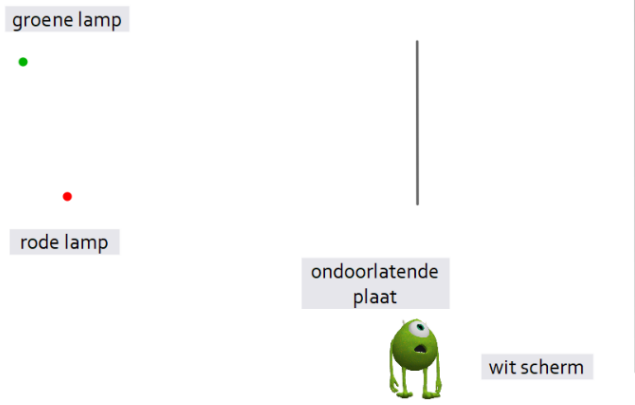 groene lamp
rode lamp
ondoorlatende
plaat
wit scherm